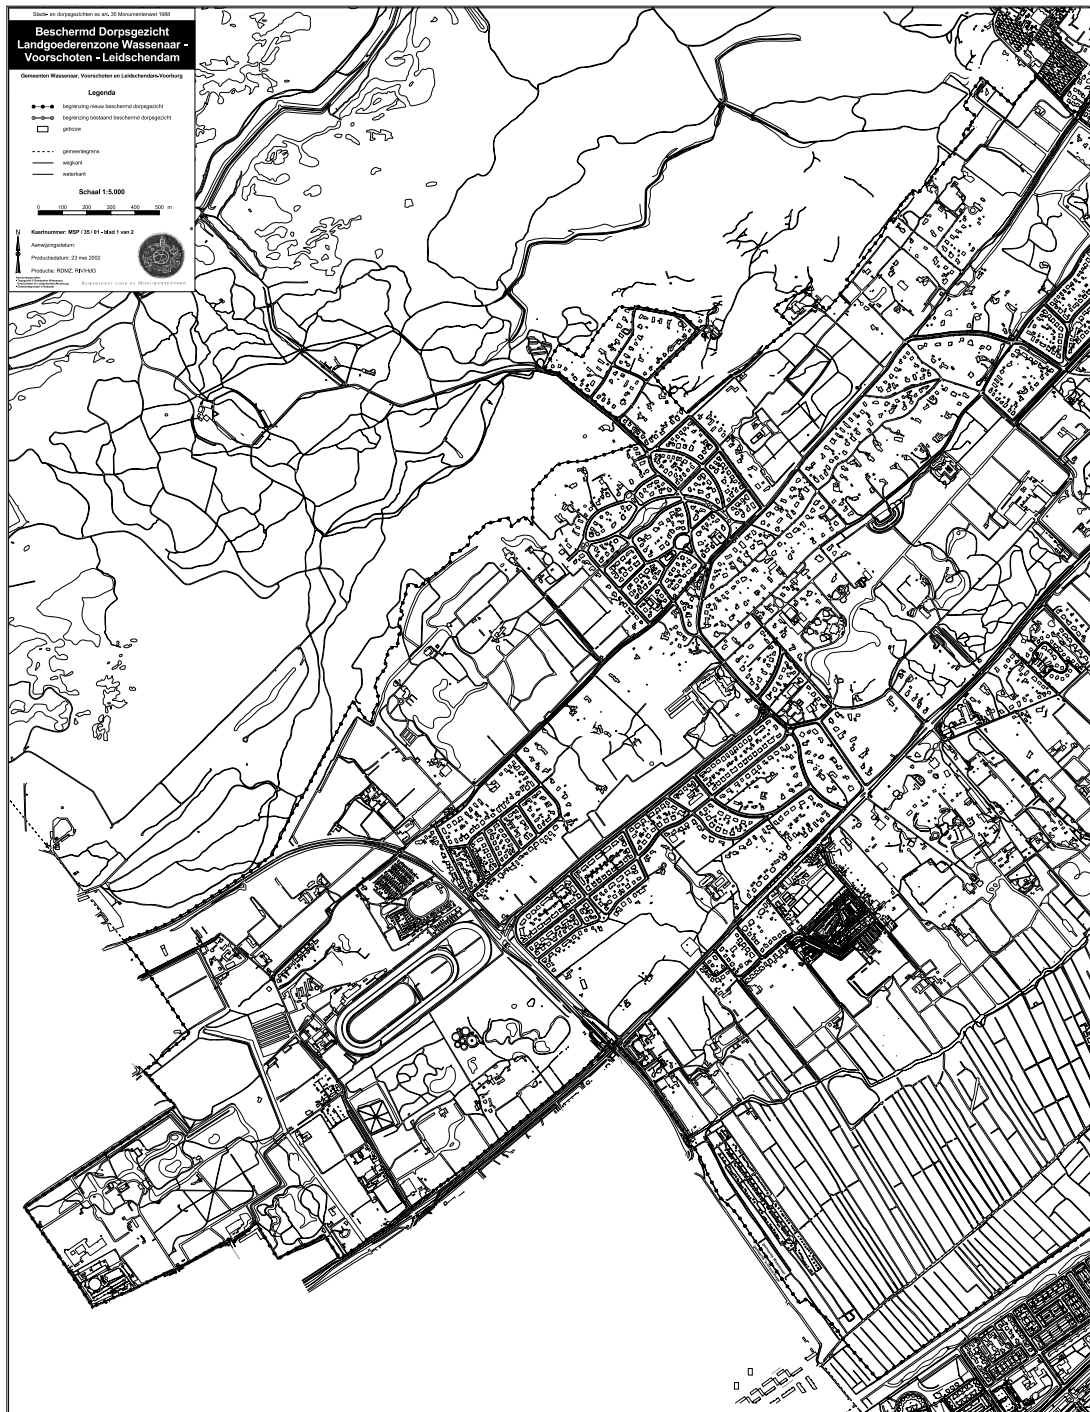 Stads- en dorpsgezichten ex art. 35 Monumentenwet 1988
Beschermd Dorpsgezicht
Landgoederenzone Wassenaar -
Voorschoten - Leidschendam
Gemeenten Wassenaar, Voorschoten en Leidschendam-Voorburg
Legenda
begrenzing nieuw beschermd dorpsgezicht
begrenzing bestaand beschermd dorpsgezicht
gebouw
gemeentegrens
wegkant
waterkant
Schaal 1:5.000
0 100 200 300 400 500 m
N
Kaartnummer: MSP / 35 / 01 - blad 1 van 2
Aanwijzingsdatum:
Productiedatum: 23 mei 2002
Productie: RDMZ, RIV/HdG
Rijksdienst voor de Monumentenzorg